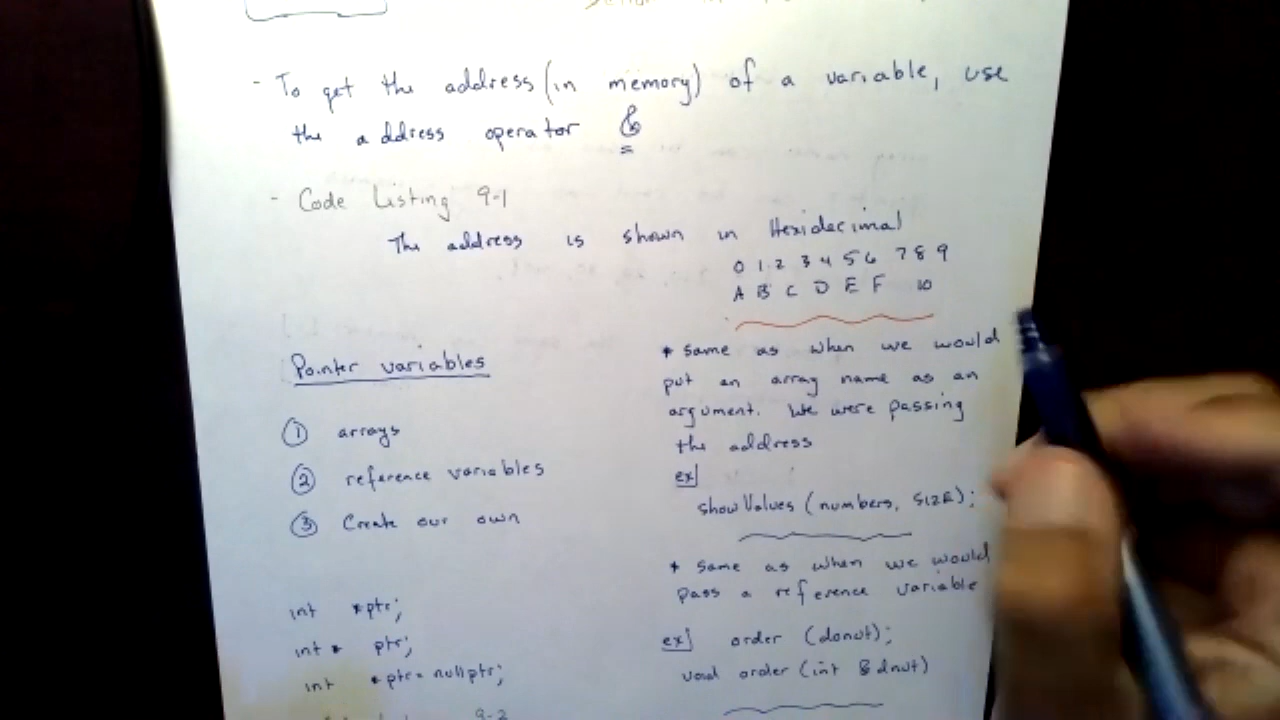 - To get the address (in memory) of a variable, use
the address operator &
- Code Listing 9-1
The address is shown in Hexidecimal
0 1 2 3 4 5 6 7 8 9
A B C D E F 10
Pointer variables
① arrays
② reference variables
③ Create our own
* same as when we would
put an array name as an
argument. We were passing
the address
ex]
showValues (numbers, SIZE);
* same as when we would
pass a reference variable
ex] order (donut);
void order (int &dnut)
int *ptr;
int* ptr;
int *ptr = nullptr;
9-2